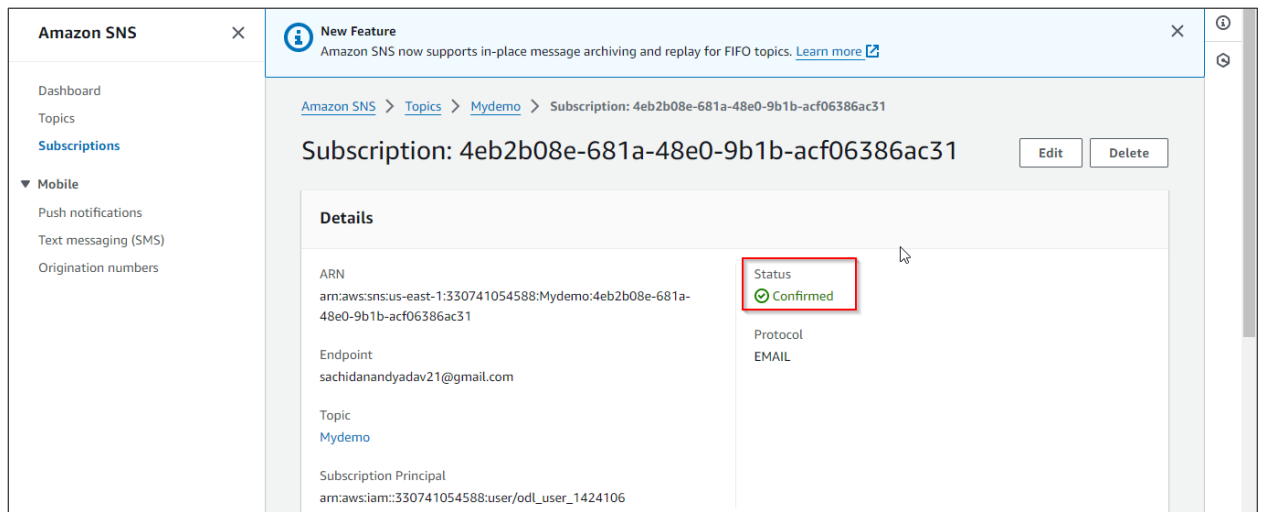 Amazon SNS
New Feature
Amazon SNS now supports in-place message archiving and replay for FIFO topics. Learn more
Dashboard
Topics
Subscriptions
Mobile
Push notifications
Text messaging (SMS)
Origination numbers
Amazon SNS > Topics > Mydemo > Subscription: 4eb2b08e-681a-48e0-9b1b-acf06386ac31
Subscription: 4eb2b08e-681a-48e0-9b1b-acf06386ac31
Edit
Delete
Details
ARN
arn:aws:sns:us-east-1:330741054588:Mydemo:4eb2b08e-681a-
48e0-9b1b-acf06386ac31
Endpoint
sachidanandyadav21@gmail.com
Topic
Mydemo
Subscription Principal
arn:aws:iam::330741054588:user/odl_user_1424106
Status
Confirmed
Protocol
EMAIL